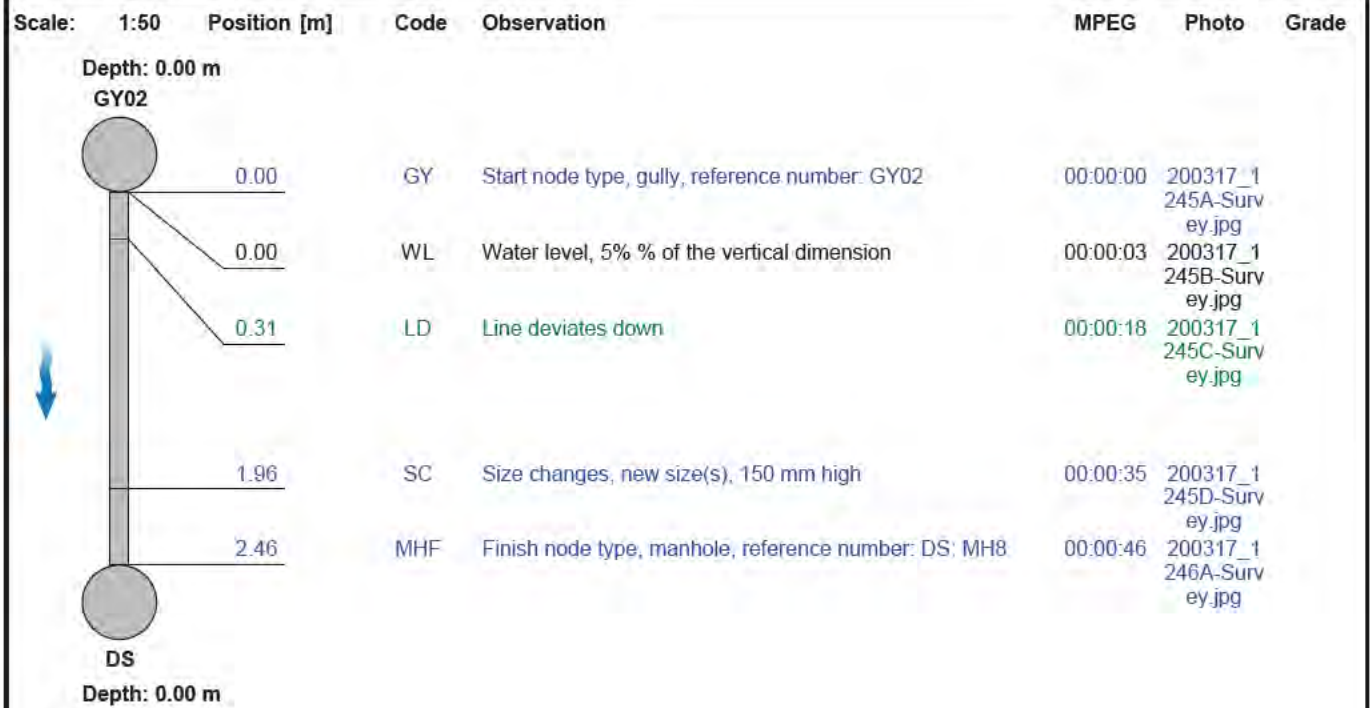 Scale: 1:50 Position [m] Code Observation MPEG Photo Grade
Depth: 0.00 m
GY02
0.00 GY Start node type, gully, reference number: GY02 00:00:00 200317_1
245A-Surv
ey.jpg
0.00 WL Water level, 5% % of the vertical dimension 00:00:03 200317_1
245B-Surv
ey.jpg
0.31 LD Line deviates down 00:00:18 200317_1
245C-Surv
ey.jpg
1.96 SC Size changes, new size(s), 150 mm high 00:00:35 200317_1
245D-Surv
ey.jpg
2.46 MHF Finish node type, manhole, reference number: DS: MH8 00:00:46 200317_1
246A-Surv
ey.jpg
DS
Depth: 0.00 m